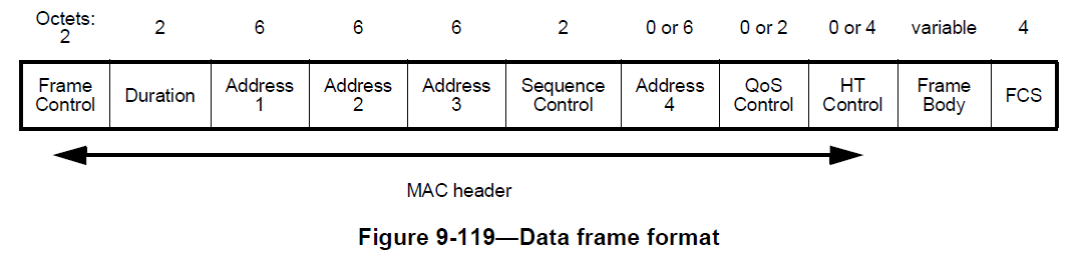 Octets:
2 2 6 6 6 2 0 or 6 0 or 2 0 or 4 variable 4
Frame Control Duration Address 1 Address 2 Address 3 Sequence Control Address 4 QoS Control HT Control Frame Body FCS
MAC header
Figure 9-119—Data frame format